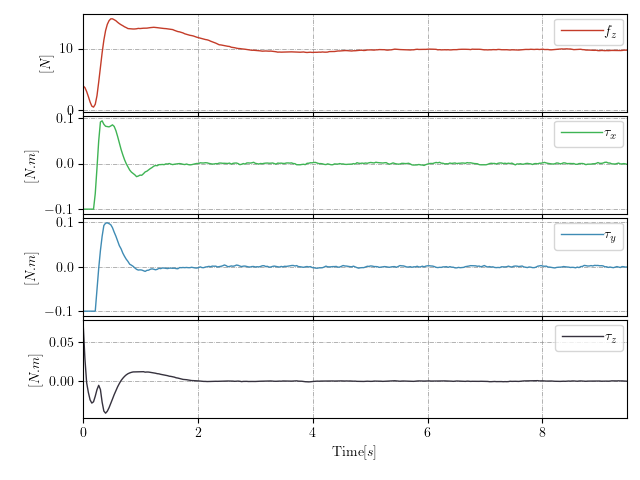 [N]
10
0
f_z
[N.m]
0.1
0.0
−0.1
τ_x
[N.m]
0.1
0.0
−0.1
τ_y
[N.m]
0.05
0.00
τ_z
0 2 4 6 8
Time[s]